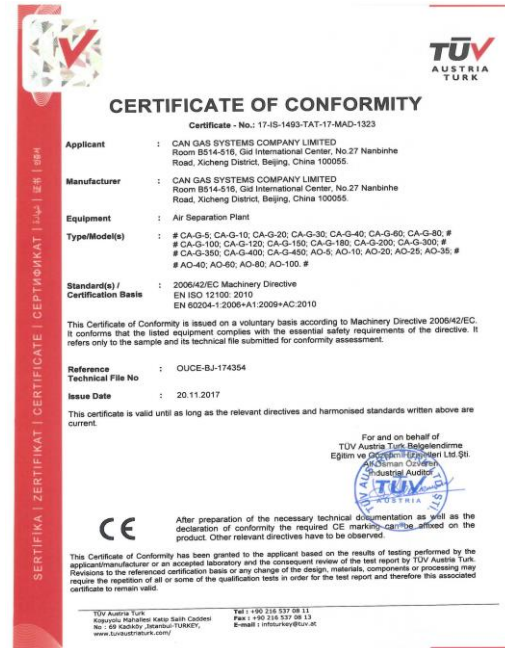 TÜV
AUSTRIA
TURK
CERTIFICATE OF CONFORMITY
Certificate - No.: 17-IS-1493-TAT-17-MAD-1323
Applicant : CAN GAS SYSTEMS COMPANY LIMITED
Room B514-516, Gid International Center, No.27 Nanbinhe
Road, Xicheng District, Beijing, China 100055.
Manufacturer : CAN GAS SYSTEMS COMPANY LIMITED
Room B514-516, Gid International Center, No.27 Nanbinhe
Road, Xicheng District, Beijing, China 100055.
Equipment : Air Separation Plant
Type/Model(s) : # CA-G-5; CA-G-10; CA-G-20; CA-G-30; CA-G-40; CA-G-60; CA-G-80; #
# CA-G-100; CA-G-120; CA-G-150; CA-G-180; CA-G-200; CA-G-300; #
# CA-G-350; CA-G-400; CA-G-450; AO-5; AO-10; AO-20; AO-25; AO-35; #
# AO-40; AO-60; AO-80; AO-100. #
Standard(s) / : 2006/42/EC Machinery Directive
Certification Basis EN ISO 12100: 2010
EN 60204-1:2006+A1:2009+AC:2010
This Certificate of Conformity is issued on a voluntary basis according to Machinery Directive 2006/42/EC.
It conforms that the listed equipment complies with the essential safety requirements of the directive. It
refers only to the sample and its technical file submitted for conformity assessment.
Reference : OUCE-BJ-174354
Technical File No
Issue Date : 20.11.2017
This certificate is valid until as long as the relevant directives and harmonised standards written above are
current.
For and on behalf of
TÜV Austria Turk Belgelendirme
Eğitim ve Gözetim Hizmetleri Ltd.Şti.
Ali Osman Özveren
Industrial Auditor
TÜV
AUSTRIA
CE
After preparation of the necessary technical documentation as well as the
declaration of conformity the required CE marking can be affixed on the
product. Other relevant directives have to be observed.
This Certificate of Conformity has been granted to the applicant based on the results of testing performed by the
applicant/manufacturer or an accepted laboratory and the consequent review of the test report by TÜV Austria Turk.
Revisions to the referenced certification basis or any change of the design, materials, components or processing may
require the repetition of all or some of the qualification tests in order for the test report and therefore this associated
certificate to remain valid.
TÜV Austria Turk
Koşuyolu Mahallesi Katip Salih Caddesi
No : 69 Kadıköy ,İstanbul-TURKEY,
www.tuvaustriaturk.com/
Tel : +90 216 537 08 11
Fax : +90 216 537 08 13
E-mail : infoturkey@tuv.at
SERTİFİKA | ZERTIFIKAT | CERTIFICATE | СЕРТИФИКАТ